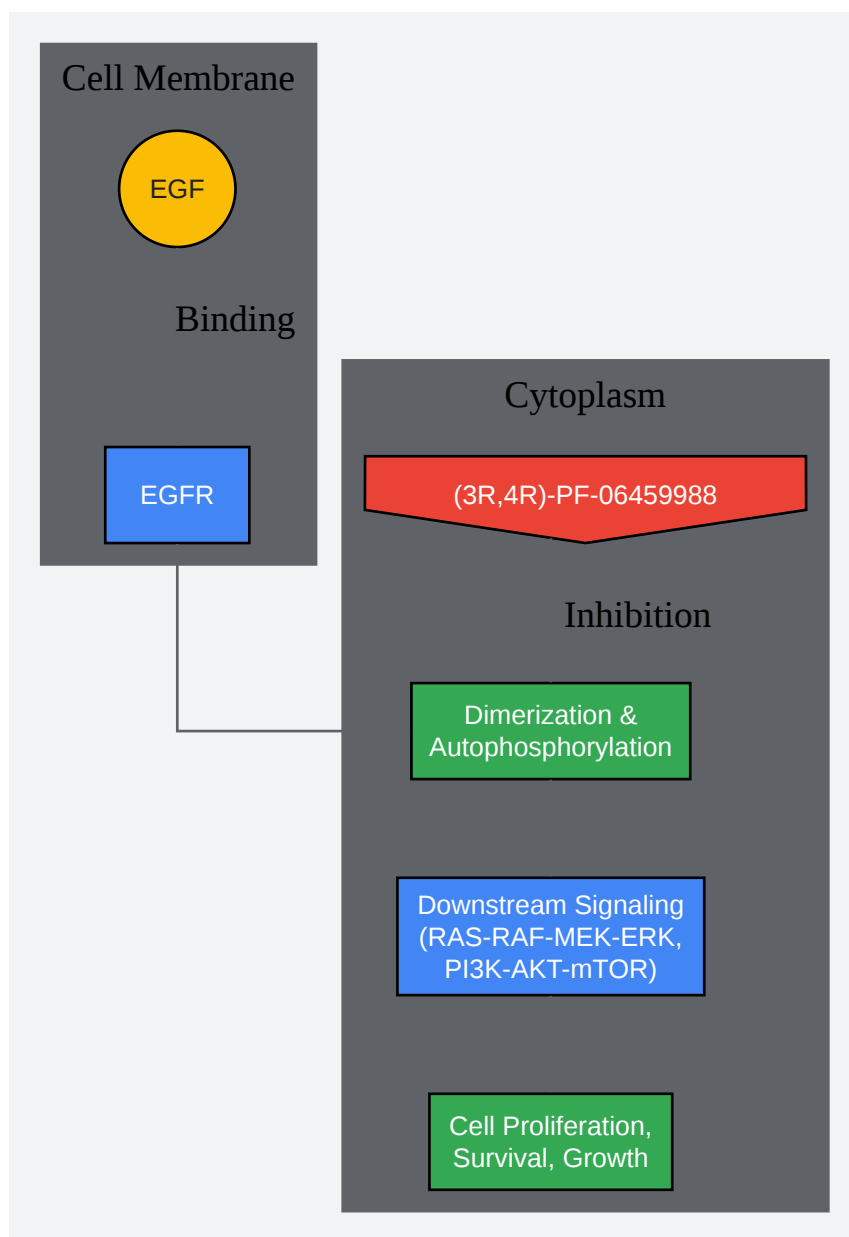 Cell Membrane
EGF
Binding
EGFR
Cytoplasm
(3R,4R)-PF-06459988
Inhibition
Dimerization &
Autophosphorylation
Downstream Signaling
(RAS-RAF-MEK-ERK,
PI3K-AKT-mTOR)
Cell Proliferation,
Survival, Growth